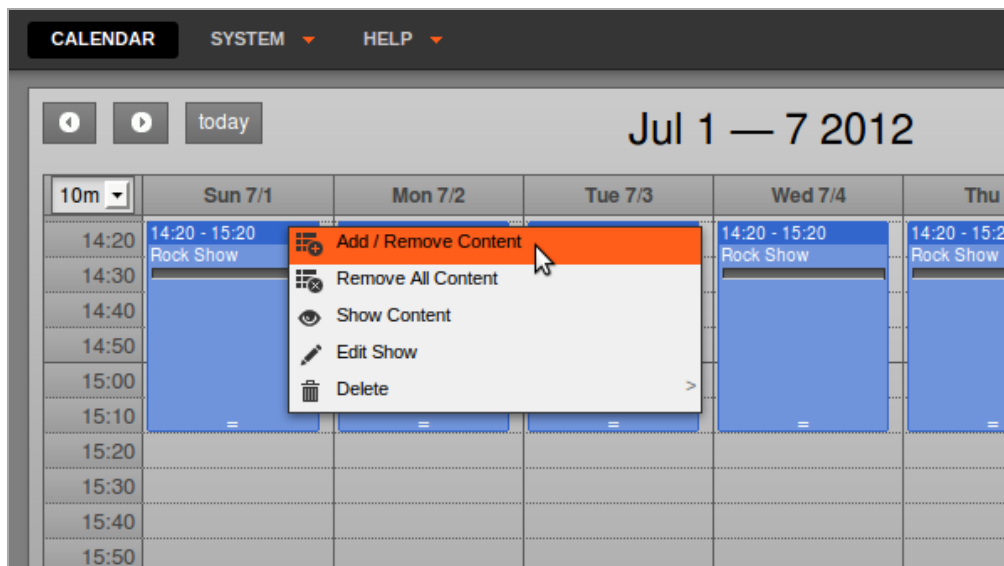 CALENDAR SYSTEM HELP
today
Jul 1 — 7 2012
10m Sun 7/1 Mon 7/2 Tue 7/3 Wed 7/4 Thu
14:20 14:20 - 15:20 14:20 - 15:20 14:20 - 15:2
Rock Show Rock Show Rock Show
Add / Remove Content
14:30 Remove All Content
14:40 Show Content
14:50 Edit Show
15:00 Delete >
15:10 = = = = =
15:20
15:30
15:40
15:50